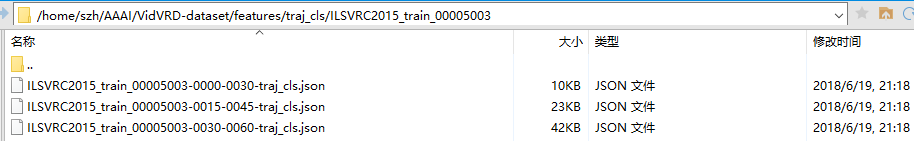 /home/szh/AAAI/VidVRD-dataset/features/traj_cls/ILSVRC2015_train_00005003
名称 大小 类型 修改时间
..
ILSVRC2015_train_00005003-0000-0030-traj_cls.json 10KB JSON 文件 2018/6/19, 21:18
ILSVRC2015_train_00005003-0015-0045-traj_cls.json 23KB JSON 文件 2018/6/19, 21:18
ILSVRC2015_train_00005003-0030-0060-traj_cls.json 42KB JSON 文件 2018/6/19, 21:18